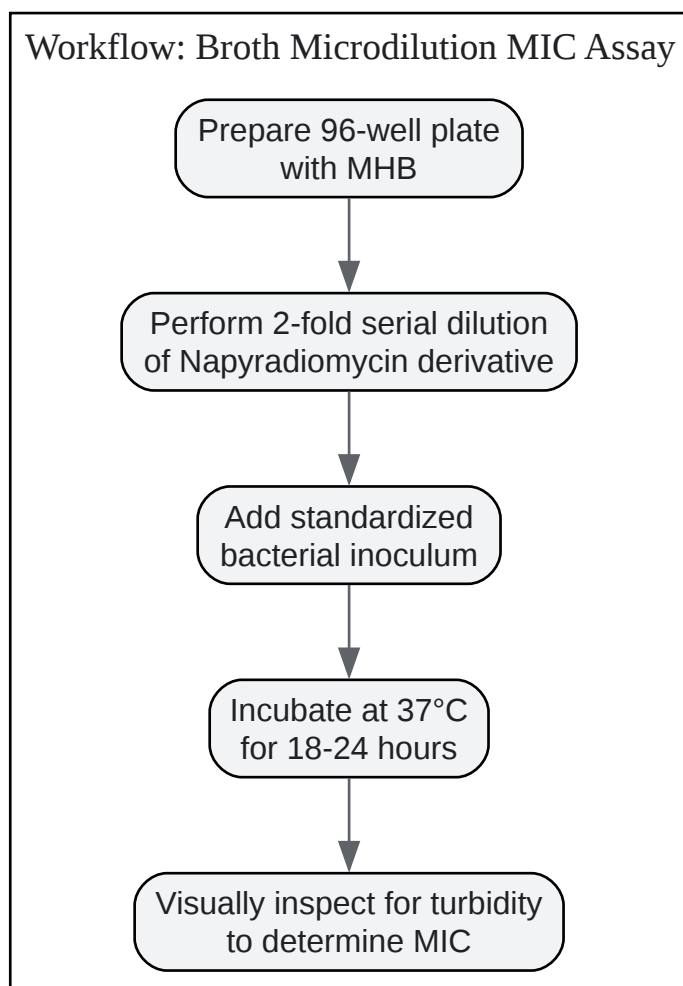 Workflow: Broth Microdilution MIC Assay
Prepare 96-well plate
with MHB
Perform 2-fold serial dilution
of Napyradiomycin derivative
Add standardized
bacterial inoculum
Incubate at 37°C
for 18-24 hours
Visually inspect for turbidity
to determine MIC